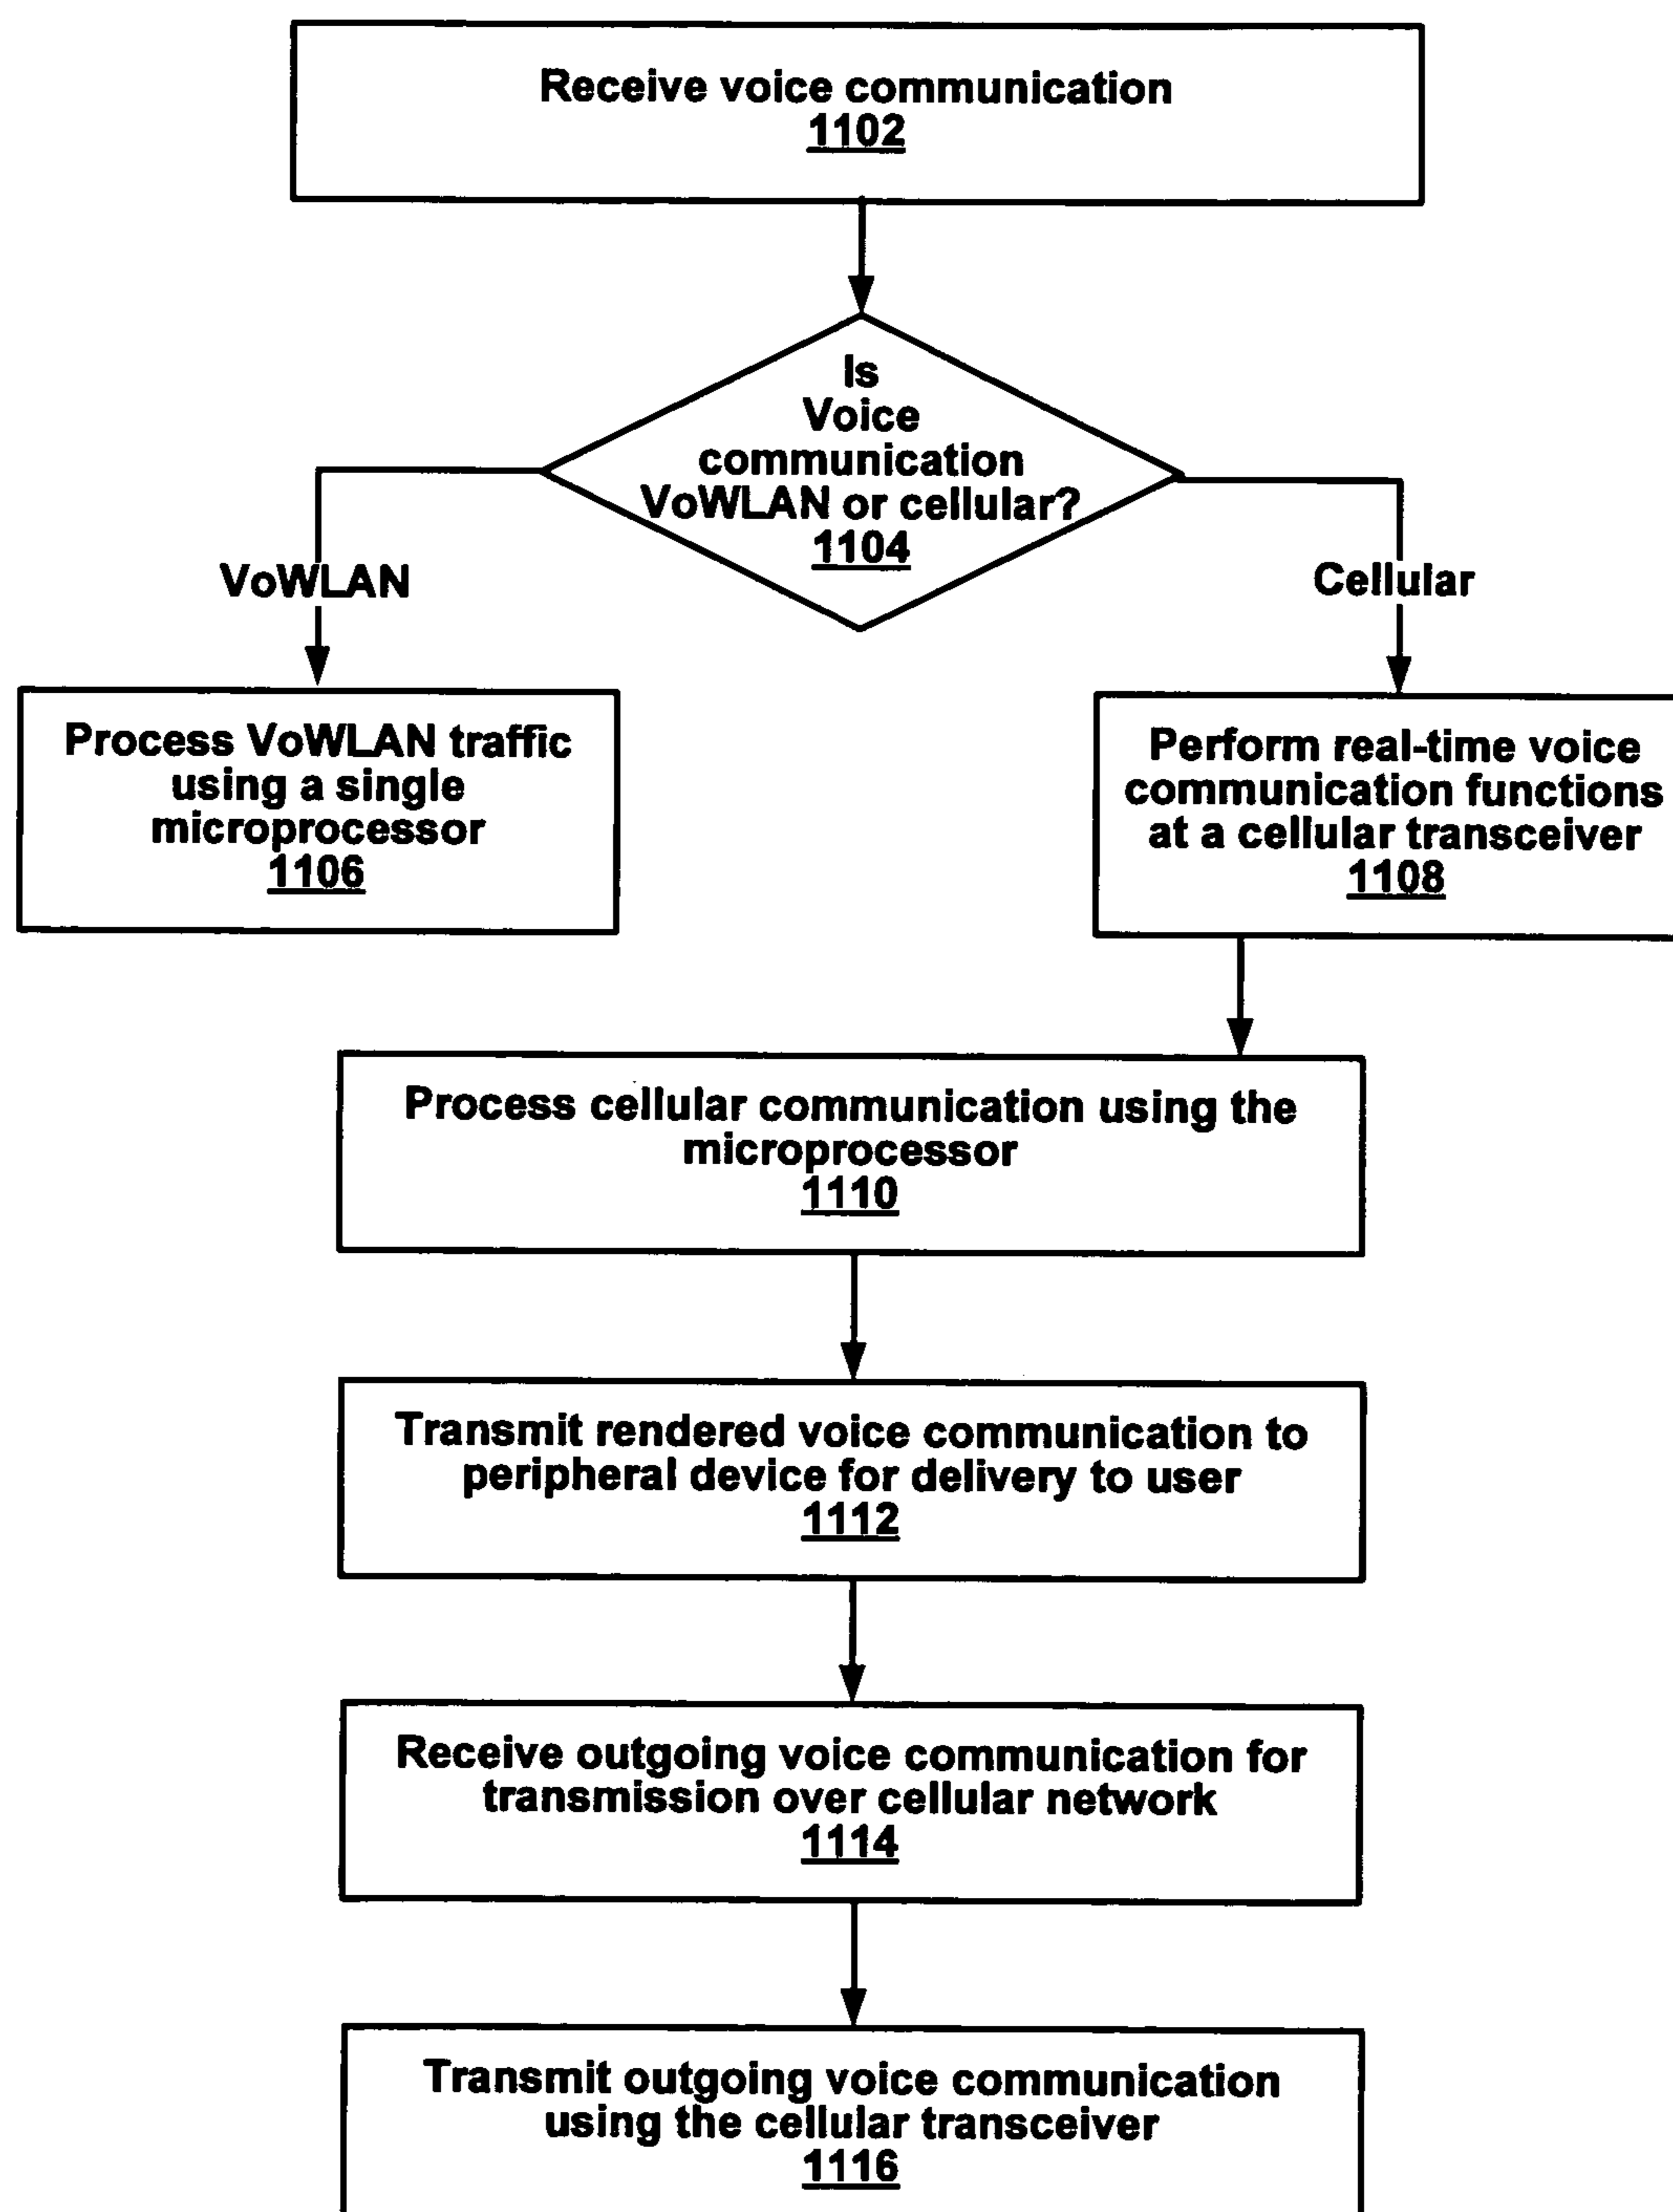 Receive voice communication
1102
Is
Voice
communication
VoWLAN or cellular?
1104
VoWLAN
Cellular
Process VoWLAN traffic
using a single
microprocessor
1106
Perform real-time voice
communication functions
at a cellular transceiver
1108
Process cellular communication using the
microprocessor
1110
Transmit rendered voice communication to
peripheral device for delivery to user
1112
Receive outgoing voice communication for
transmission over cellular network
1114
Transmit outgoing voice communication
using the cellular transceiver
1116